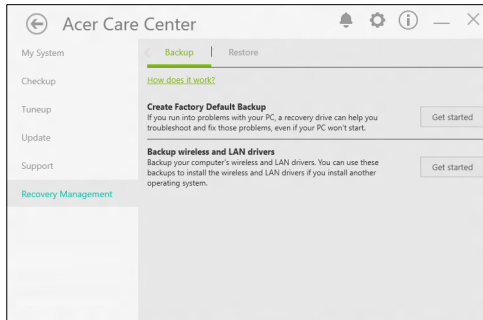 Acer Care Center
My System
Checkup
Tuneup
Update
Support
Recovery Management
Backup
Restore
How does it work?
Create Factory Default Backup
If you run into problems with your PC, a recovery drive can help you
troubleshoot and fix those problems, even if your PC won't start.
Get started
Backup wireless and LAN drivers
Backup your computer's wireless and LAN drivers. You can use these
backups to install the wireless and LAN drivers if you install another
operating system.
Get started